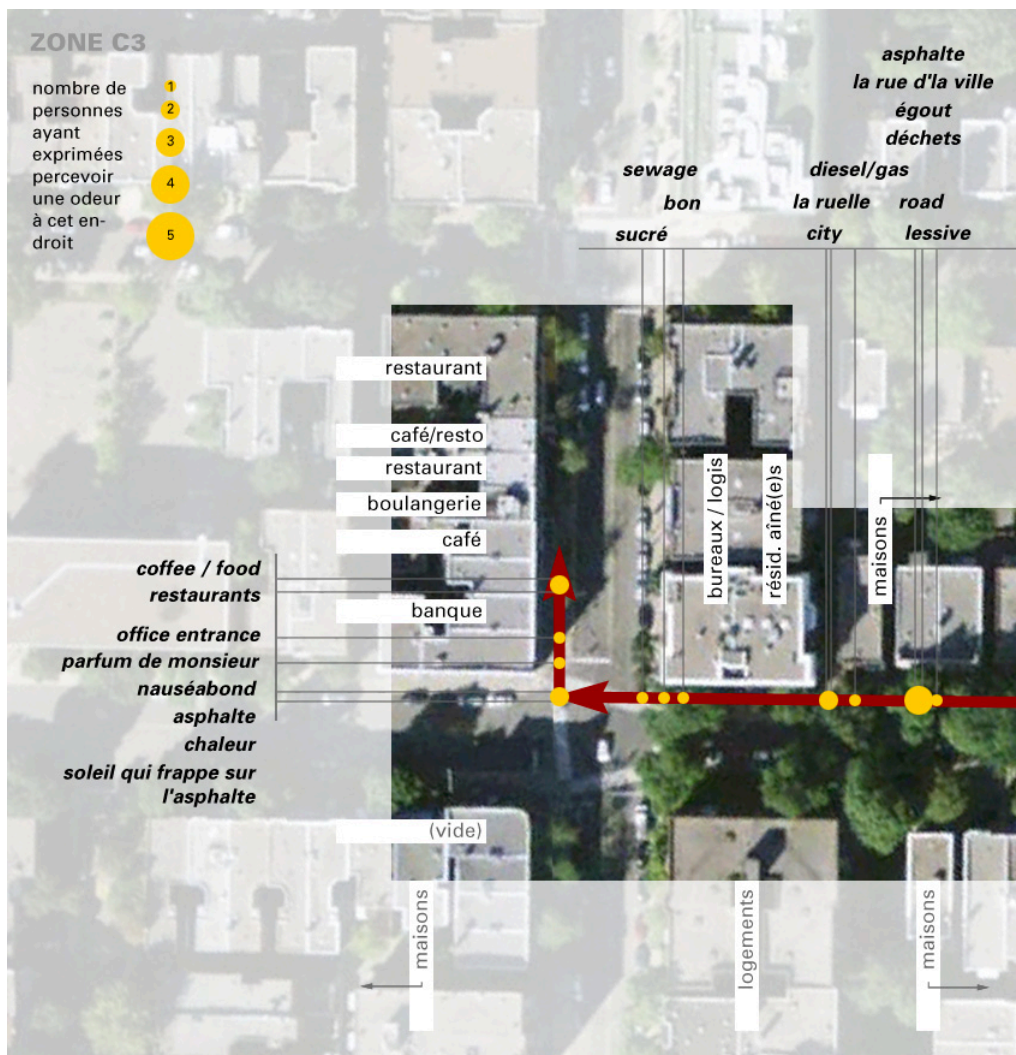 ZONE C3
nombre de
personnes
ayant
exprimées
percevoir
une odeur
à cet en-
droit
1
2
3
4
5
asphalte
la rue d'la ville
égout
déchets
sewage
diesel/gas
bon
la ruelle
road
sucré
city
lessive
restaurant
café/resto
restaurant
boulangerie
café
banque
bureaux / logis
résid. aîné(e)s
maisons
coffee / food
restaurants
office entrance
parfum de monsieur
nauséabond
asphalte
chaleur
soleil qui frappe sur
l'asphalte
(vide)
maisons
logements
maisons